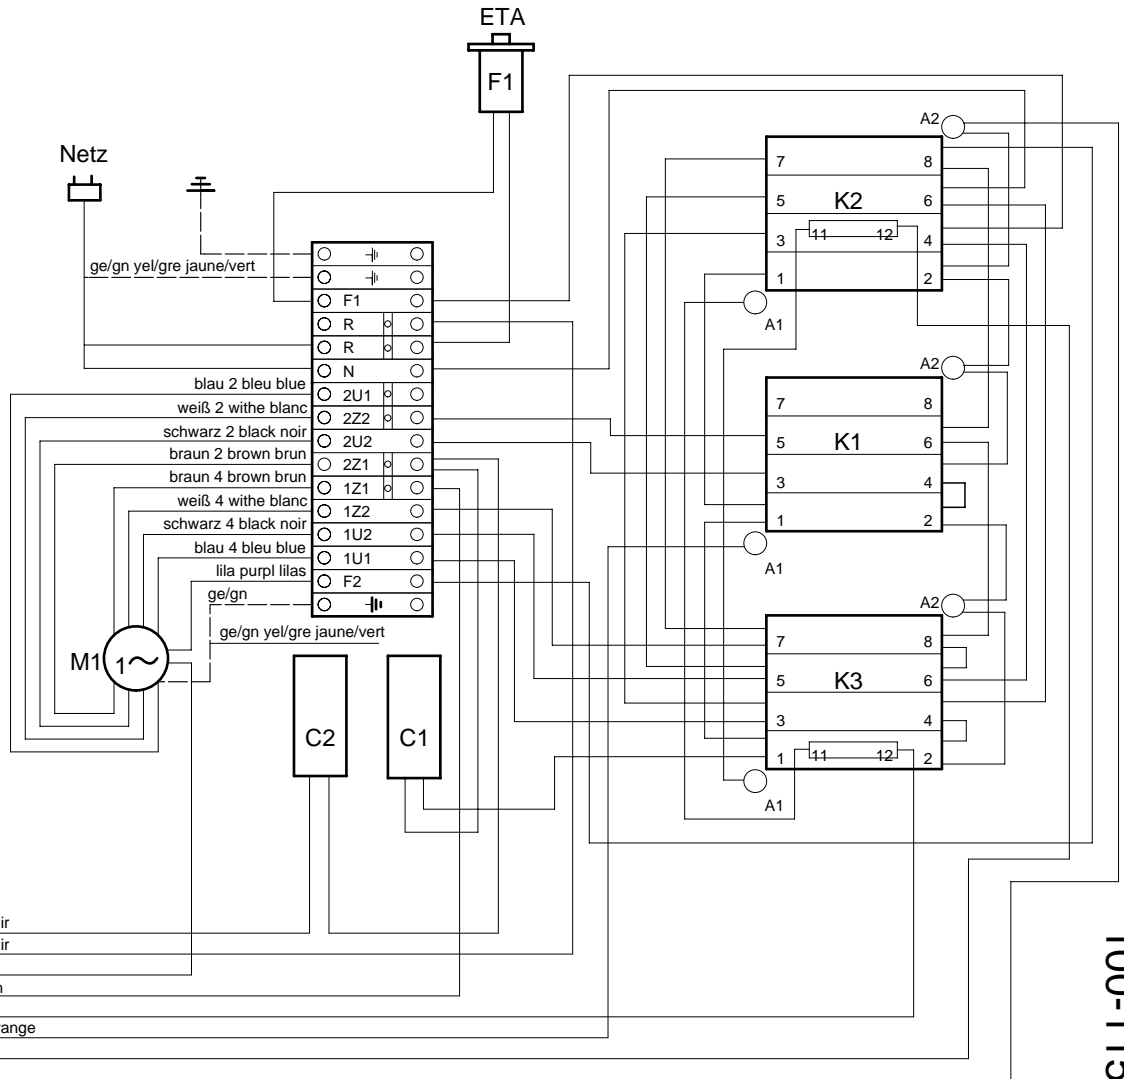 ETA
F1
Netz
ge/gn yel/gre jaune/vert
F1
R
R
N
blau 2 bleu blue
2U1
weiß 2 withe blanc
2Z2
schwarz 2 black noir
2U2
braun 2 brown brun
2Z1
braun 4 brown brun
1Z1
weiß 4 withe blanc
1Z2
schwarz 4 black noir
1U2
blau 4 bleu blue
1U1
lila purpl lilas
F2
ge/gn
ge/gn yel/gre jaune/vert
M1
1
C2
C1
A2
7 8
5 K2 6
3 11 12 4
1 2
A1
A2
7 8
5 K1 6
3 4
1 2
A1
A2
7 8
5 K3 6
3 4
1 11 12 2
A1
ir
ir
n
range
100-115